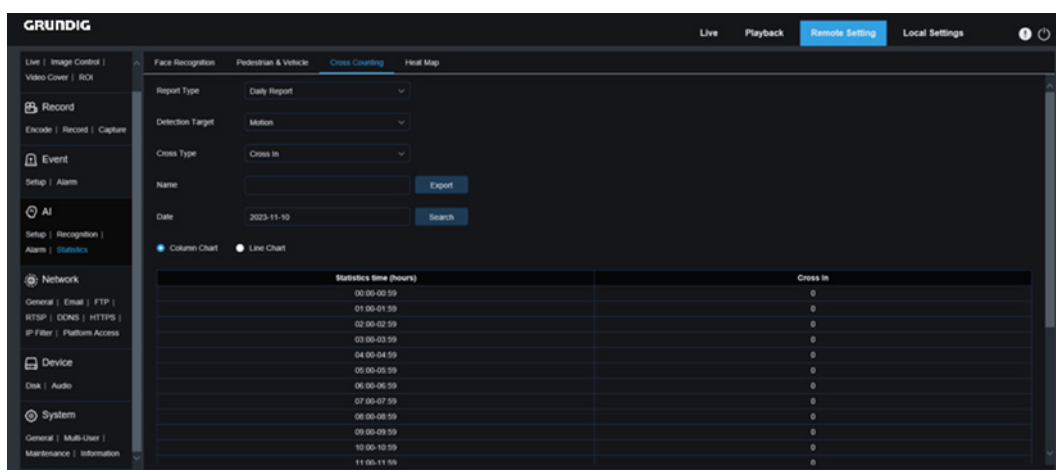 GRUNDIG
Live Playback Remote Setting Local Settings
Live | Image Control |
Video Cover | ROI
Record
Encode | Record | Capture
Event
Setup | Alarm
AI
Setup | Recognition |
Alarm | Statistics
Network
General | Email | FTP |
RTSP | DDNS | HTTPS |
IP Filter | Platform Access
Device
Disk | Audio
System
General | Multi-User |
Maintenance | Information
Face Recognition Pedestrian & Vehicle Cross Counting Heat Map
Report Type Daily Report
Detection Target Motion
Cross Type Cross In
Name Export
Date 2023-11-10 Search
Column Chart Line Chart
Statistics time (hours) Cross In
00:00-00:59 0
01:00-01:59 0
02:00-02:59 0
03:00-03:59 0
04:00-04:59 0
05:00-05:59 0
06:00-06:59 0
07:00-07:59 0
08:00-08:59 0
09:00-09:59 0
10:00-10:59 0
11:00-11:59 0